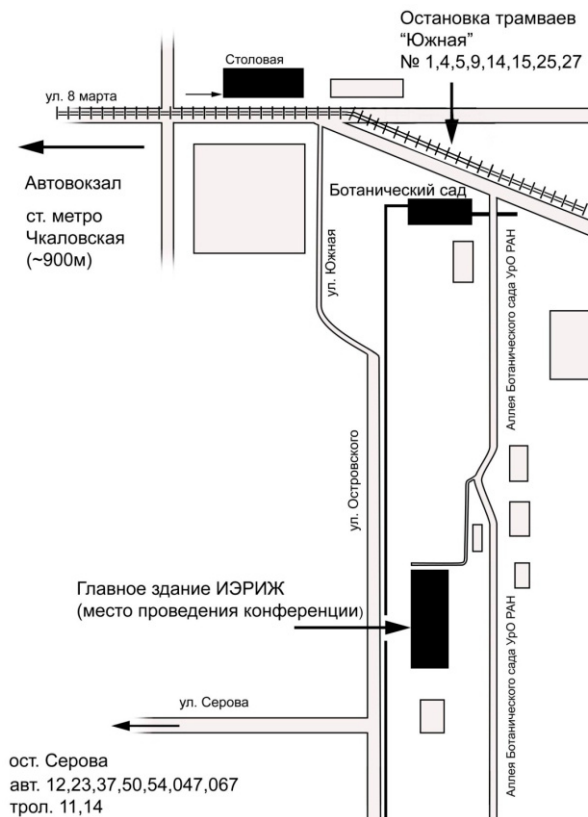 Остановка трамваев
“Южная”
№ 1,4,5,9,14,15,25,27
Столовая
ул. 8 марта
Автовокзал
ст. метро
Чкаловская
(~900м)
Ботанический сад
ул. Южная
Аллея Ботанического сада УрО РАН
ул. Островского
Главное здание ИЭРИЖ
(место проведения конференции)
Аллея Ботанического сада УрО РАН
ул. Серова
ост. Серова
авт. 12,23,37,50,54,047,067
трол. 11,14